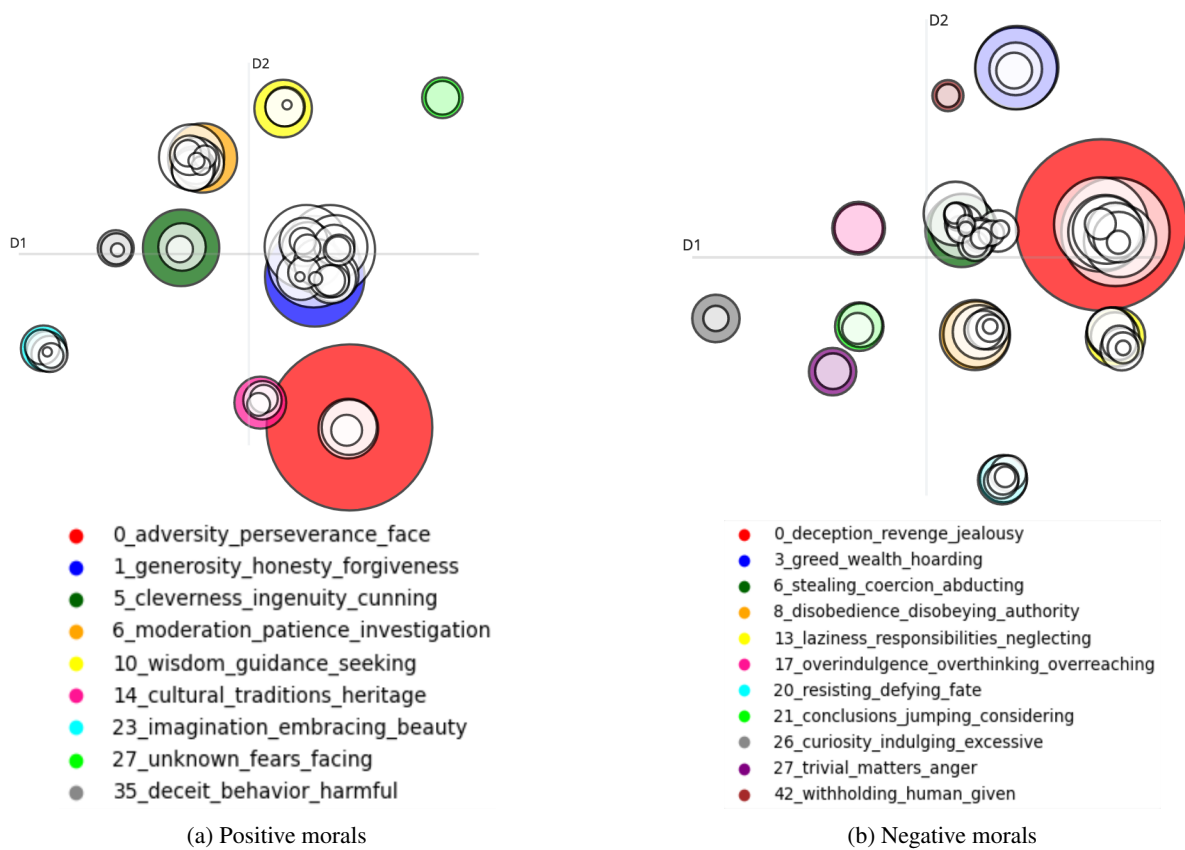 D2
D1
0_adversity_perseverance_face
1_generosity_honesty_forgiveness
5_cleverness_ingenuity_cunning
6_moderation_patience_investigation
10_wisdom_guidance_seeking
14_cultural_traditions_heritage
23_imagination_embracing_beauty
27_unknown_fears_facing
35_deceit_behavior_harmful
(a) Positive morals
D2
D1
0_deception_revenge_jealousy
3_greed_wealth_hoarding
6_stealing_coercion_abducting
8_disobedience_disobeying_authority
13_laziness_responsibilities_neglecting
17_overindulgence_overthinking_overreaching
20_resisting_defying_fate
21_conclusions_jumping_considering
26_curiosity_indulging_excessive
27_trivial_matters_anger
42_withholding_human_given
(b) Negative morals